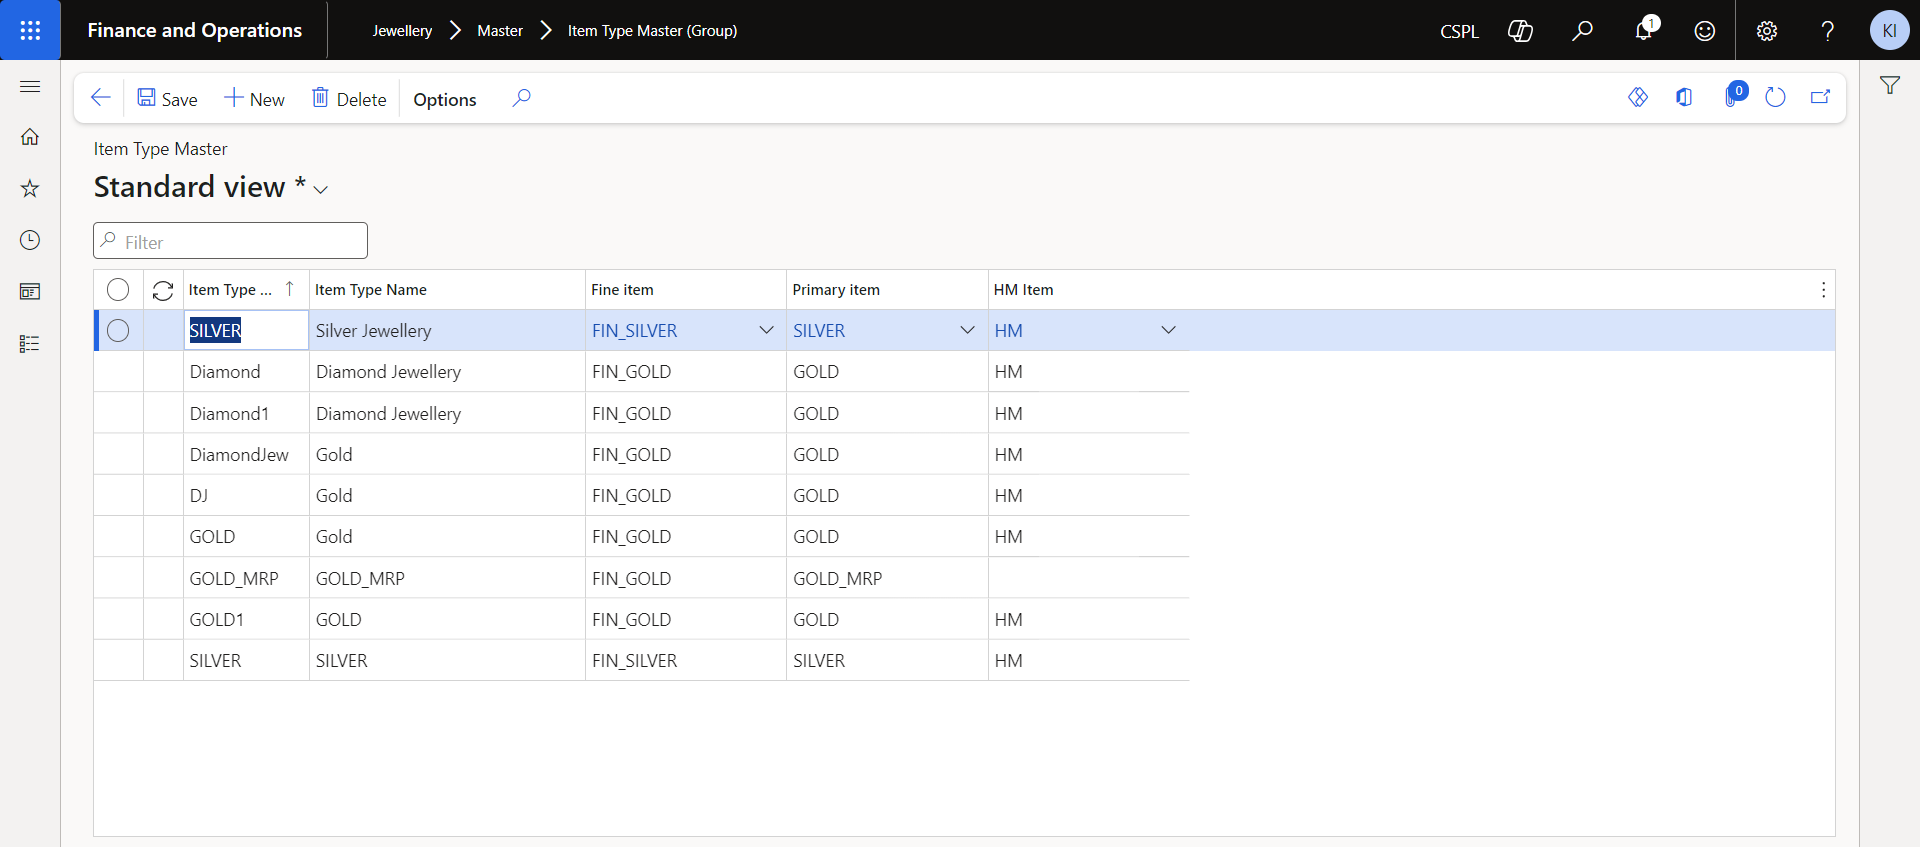 Finance and Operations Jewellery Master Item Type Master (Group) CSPL 1 KI
Save New Delete Options 0
Item Type Master
Standard view *
Filter
Item Type ... Item Type Name Fine item Primary item HM Item
SILVER Silver Jewellery FIN_SILVER SILVER HM
Diamond Diamond Jewellery FIN_GOLD GOLD HM
Diamond1 Diamond Jewellery FIN_GOLD GOLD HM
DiamondJew Gold FIN_GOLD GOLD HM
DJ Gold FIN_GOLD GOLD HM
GOLD Gold FIN_GOLD GOLD HM
GOLD_MRP GOLD_MRP FIN_GOLD GOLD_MRP
GOLD1 GOLD FIN_GOLD GOLD HM
SILVER SILVER FIN_SILVER SILVER HM